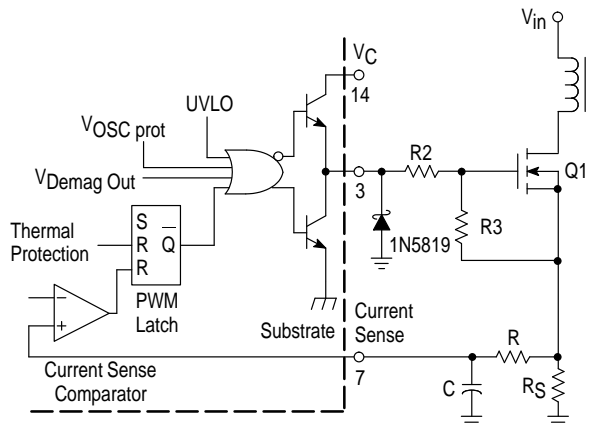 Vin
VC
14
UVLO
VOSC prot
VDemag Out
R2
Q1
3
R3
1N5819
Thermal
Protection
S
R Q
R
PWM
Latch
Substrate
Current
Sense
–
+
7
R
C
RS
Current Sense
Comparator